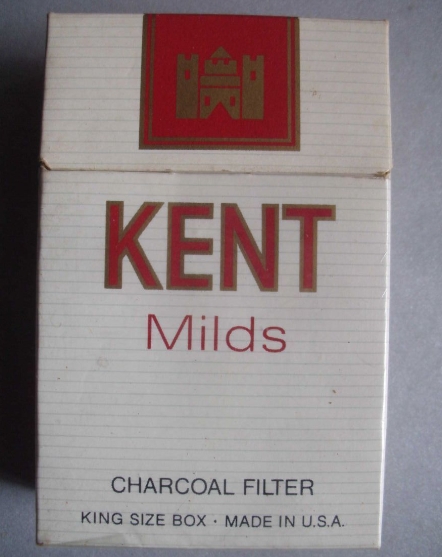 KENT
Milds
CHARCOAL FILTER
KING SIZE BOX · MADE IN U.S.A.